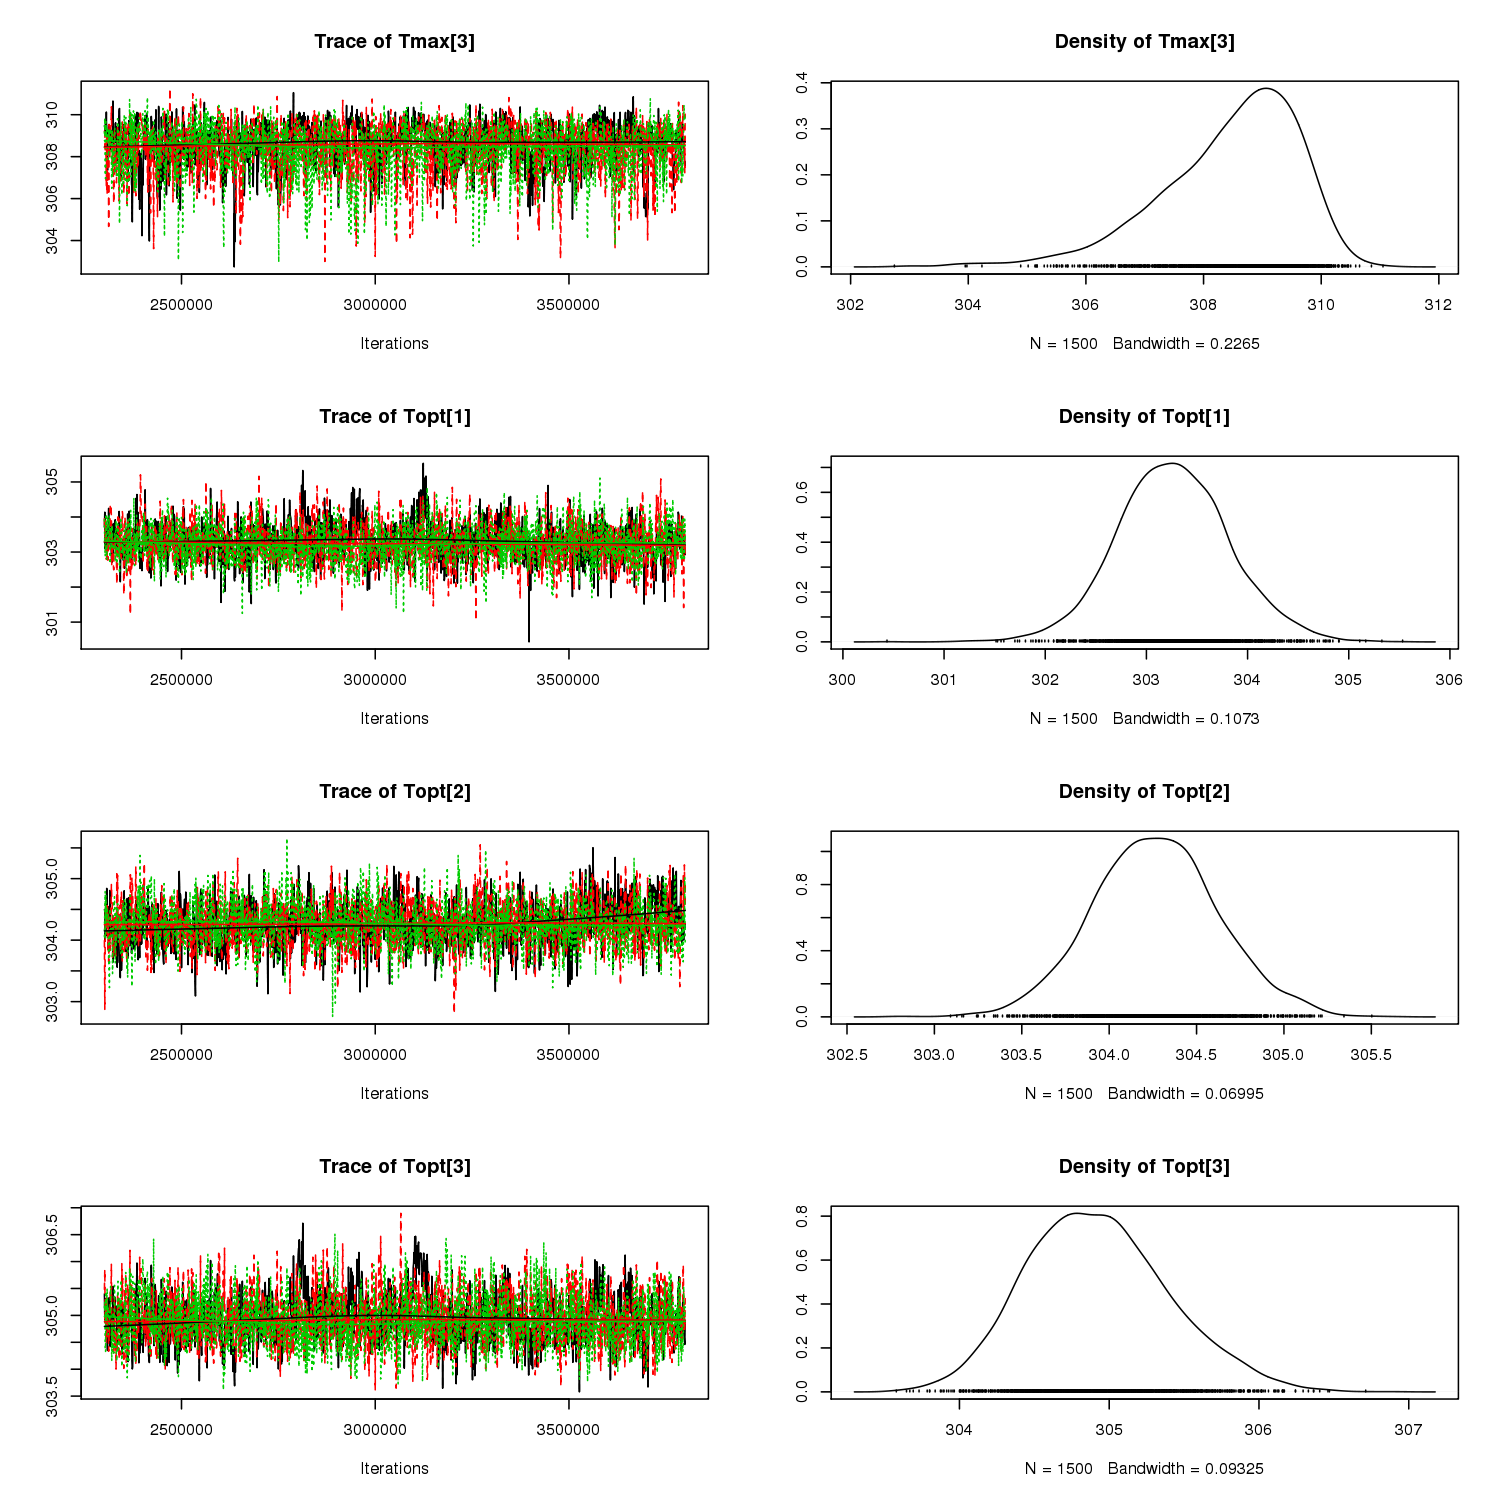 Trace of Tmax[3]
304 306 308 310
2500000 3000000 3500000
Iterations
Density of Tmax[3]
0.0 0.1 0.2 0.3 0.4
302 304 306 308 310 312
N = 1500 Bandwidth = 0.2265
Trace of Topt[1]
301 303 305
2500000 3000000 3500000
Iterations
Density of Topt[1]
0.0 0.2 0.4 0.6
300 301 302 303 304 305 306
N = 1500 Bandwidth = 0.1073
Trace of Topt[2]
303.0 304.0 305.0
2500000 3000000 3500000
Iterations
Density of Topt[2]
0.0 0.4 0.8
302.5 303.0 303.5 304.0 304.5 305.0 305.5
N = 1500 Bandwidth = 0.06995
Trace of Topt[3]
303.5 305.0 306.5
2500000 3000000 3500000
Iterations
Density of Topt[3]
0.0 0.2 0.4 0.6 0.8
304 305 306 307
N = 1500 Bandwidth = 0.09325